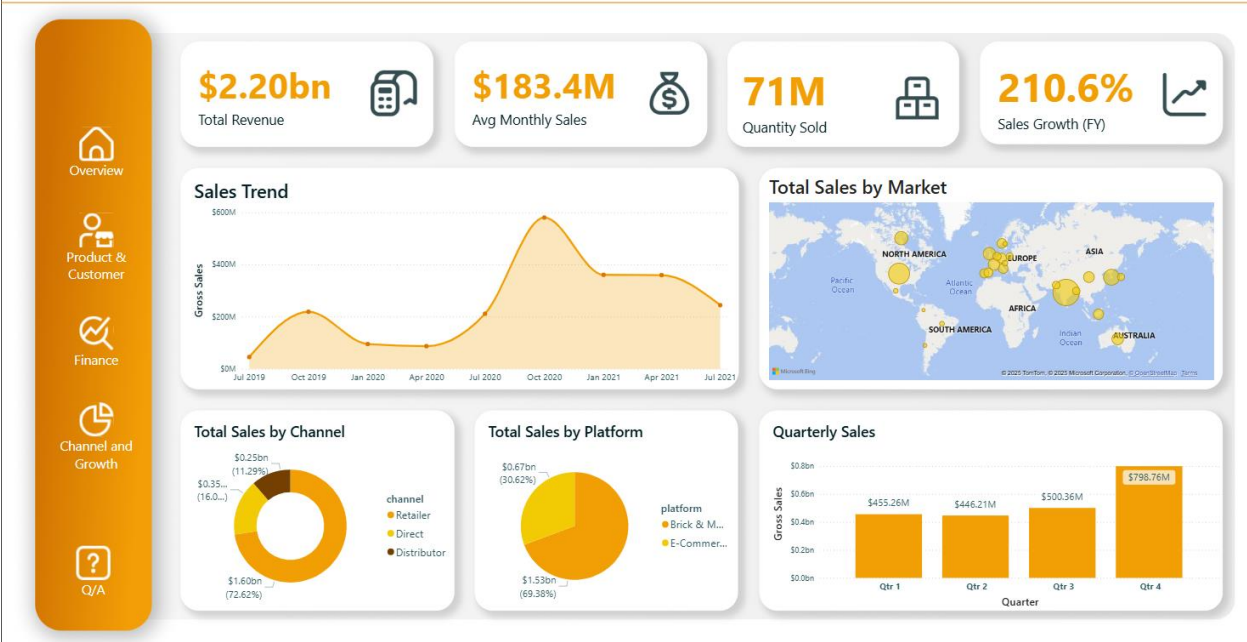 $2.20bn
Total Revenue
$183.4M
Avg Monthly Sales
71M
Quantity Sold
210.6%
Sales Growth (FY)
Overview
Product &
Customer
Finance
Channel and
Growth
Q/A
Sales Trend
$600M
$400M
$200M
$0M
Gross Sales
Jul 2019
Oct 2019
Jan 2020
Apr 2020
Jul 2020
Oct 2020
Jan 2021
Apr 2021
Jul 2021
Total Sales by Market
NORTH AMERICA
EUROPE
ASIA
Pacific
Ocean
Atlantic
Ocean
AFRICA
SOUTH AMERICA
Indian
Ocean
AUSTRALIA
Microsoft Bing
© 2025 TomTom, © 2025 Microsoft Corporation, © OpenStreetMap Terms
Total Sales by Channel
$0.25bn
(11.29%)
$0.35...
(16.0...)
$1.60bn
(72.62%)
channel
Retailer
Direct
Distributor
Total Sales by Platform
$0.67bn
(30.62%)
$1.53bn
(69.38%)
platform
Brick & M...
E-Commer...
Quarterly Sales
$0.8bn
$0.6bn
$0.4bn
$0.2bn
$0.0bn
Gross Sales
$455.26M
$446.21M
$500.36M
$798.76M
Qtr 1
Qtr 2
Qtr 3
Qtr 4
Quarter